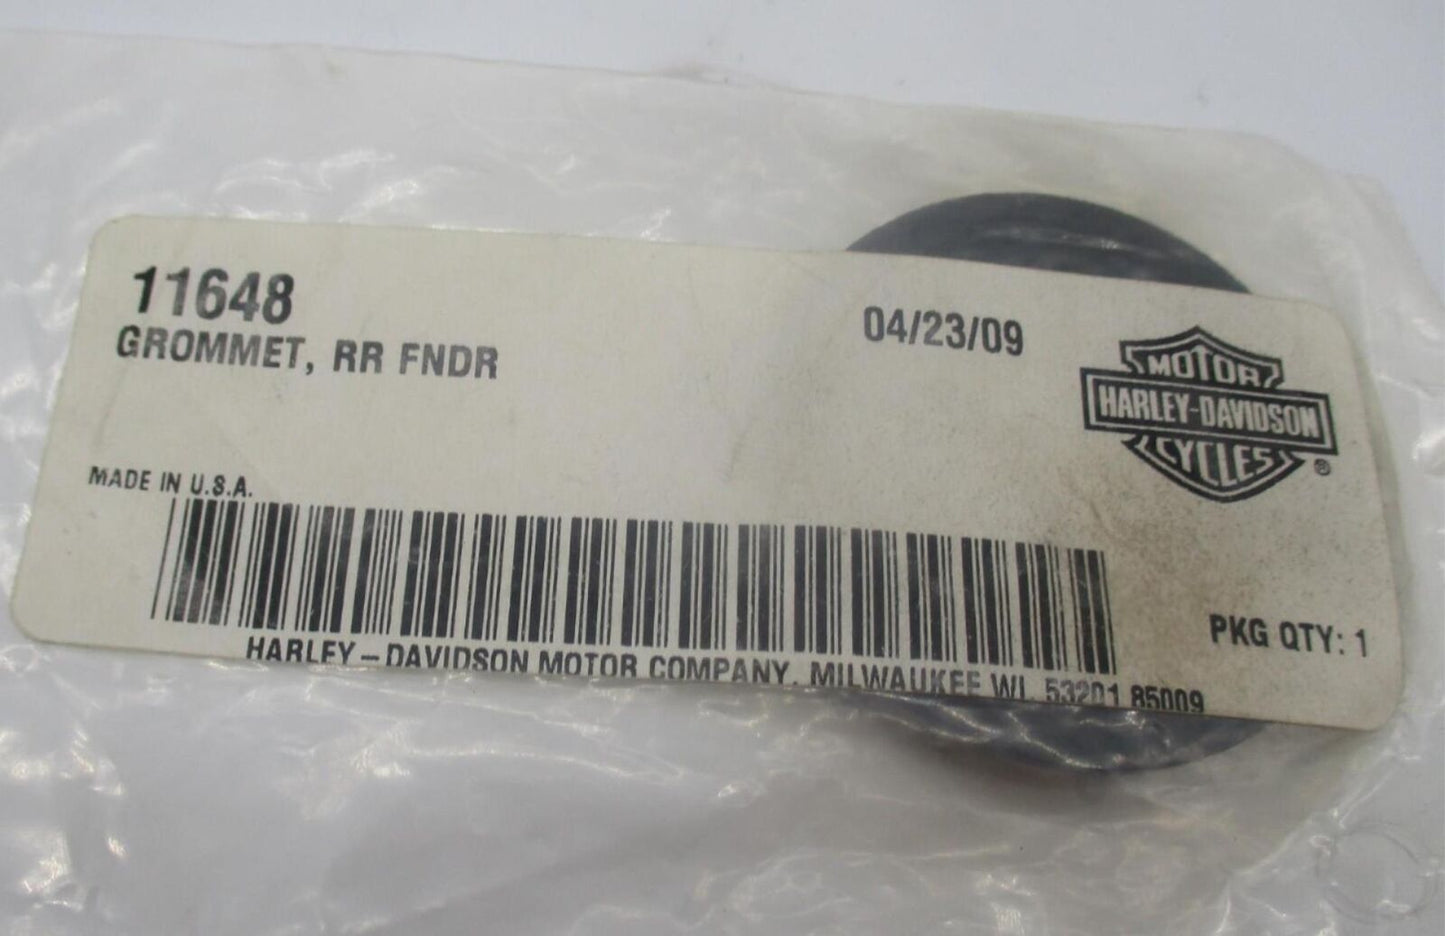 11648
GROMMET, RR FNDR
04/23/09
MOTOR
HARLEY-DAVIDSON
CYCLES
®
MADE IN U.S.A.
PKG QTY: 1
HARLEY – DAVIDSON MOTOR COMPANY, MILWAUKEE WI, 53201 85009